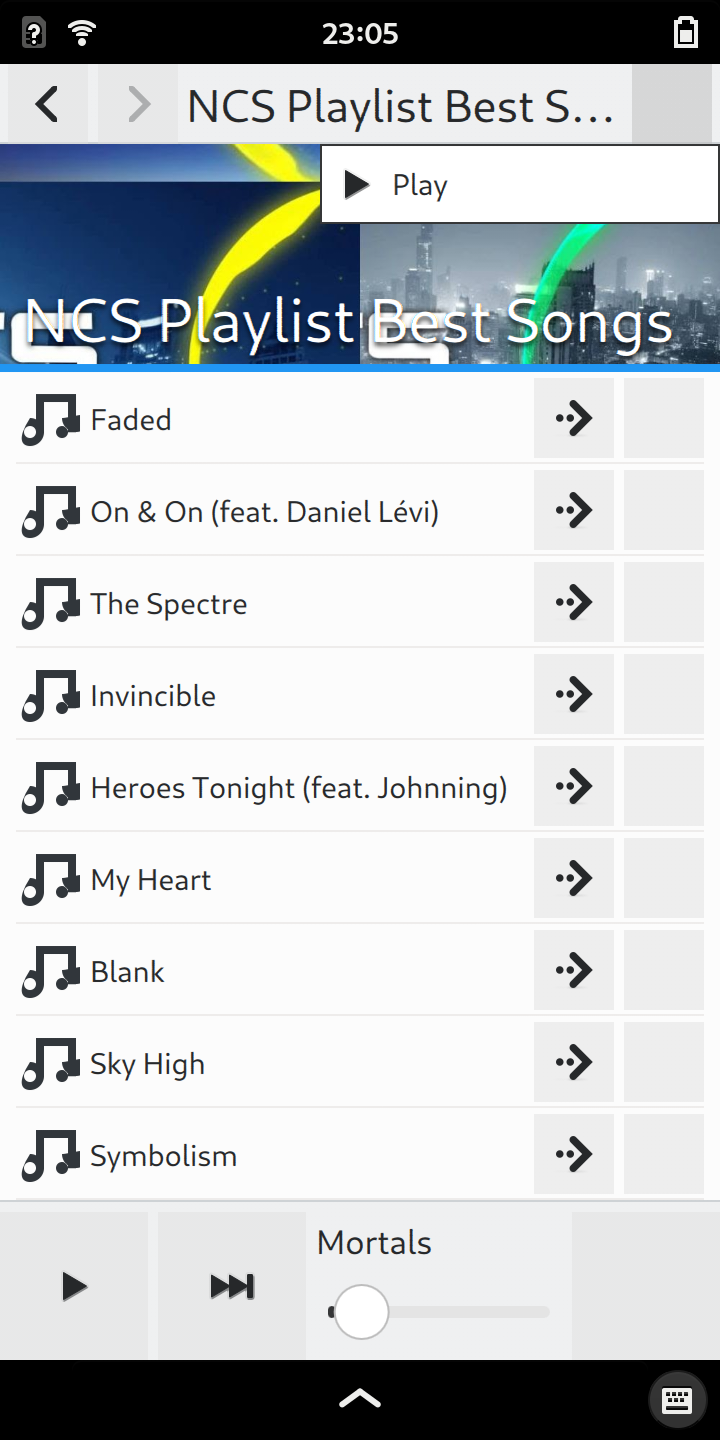 23:05
NCS Playlist Best S...
Play
NCS Playlist Best Songs
Faded
On & On (feat. Daniel Lévi)
The Spectre
Invincible
Heroes Tonight (feat. Johnning)
My Heart
Blank
Sky High
Symbolism
Mortals